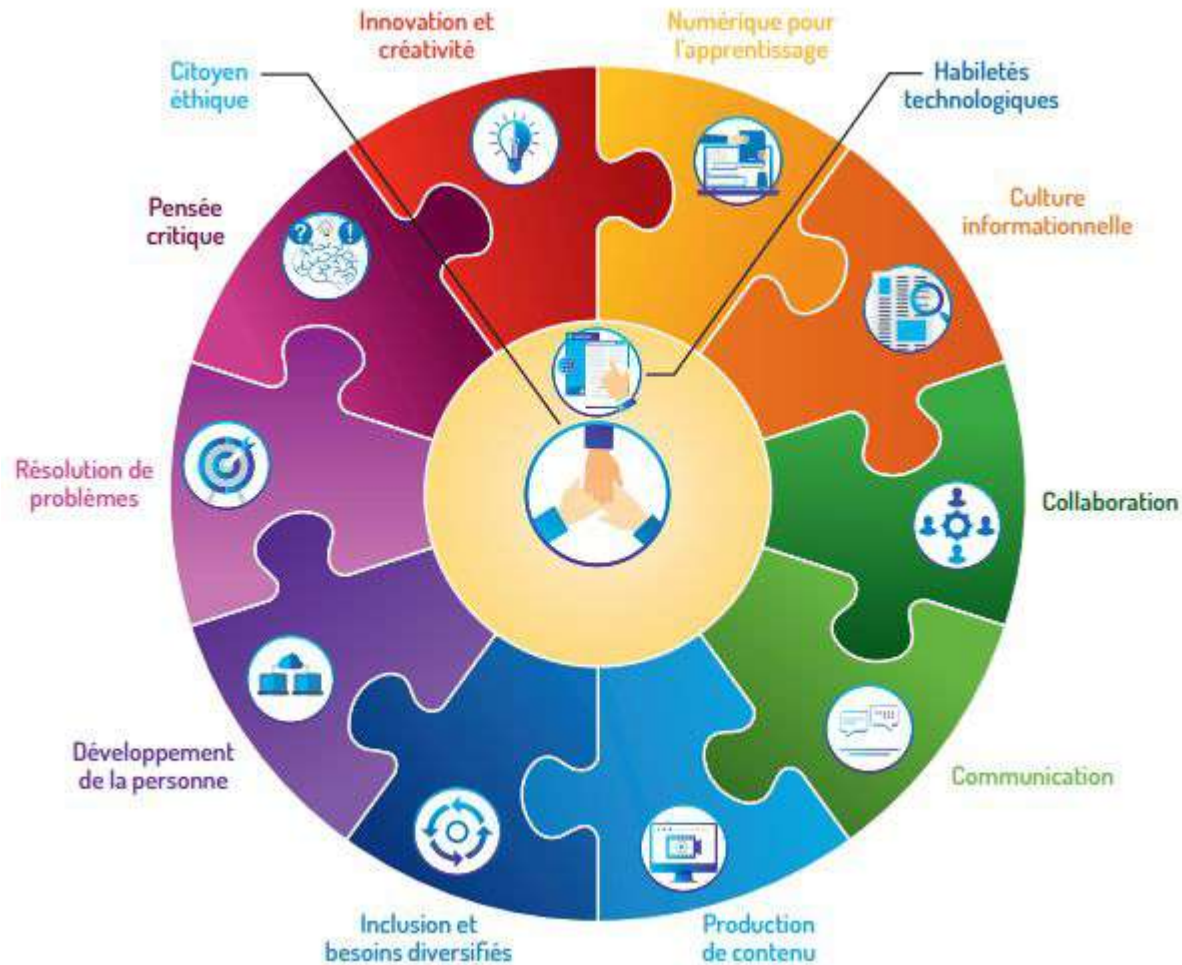 Innovation et
créativité
Numérique pour
l'apprentissage
Citoyen
éthique
Habiletés
technologiques
Pensée
critique
Culture
informationnelle
Résolution de
problèmes
Collaboration
Développement
de la personne
Communication
Inclusion et
besoins diversifiés
Production
de contenu
? !